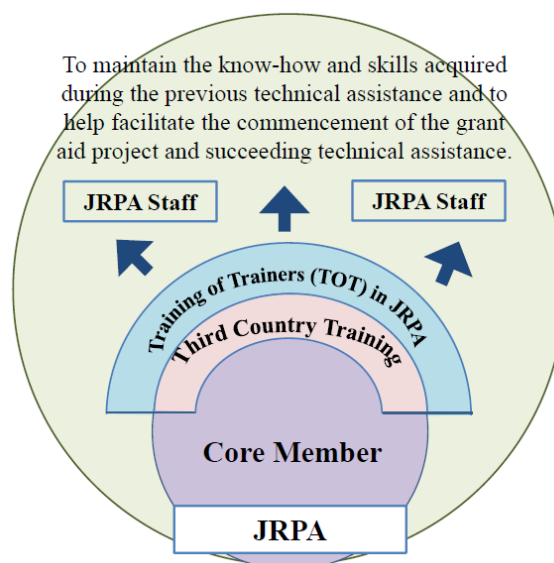 To maintain the know-how and skills acquired
during the previous technical assistance and to
help facilitate the commencement of the grant
aid project and succeeding technical assistance.
JRPA Staff
JRPA Staff
Training of Trainers (TOT) in JRPA
Third Country Training
Core Member
JRPA